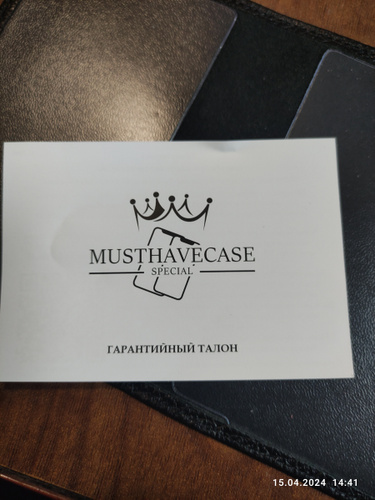 MUSTHAVECASE
SPECIAL
ГАРАНТИЙНЫЙ ТАЛОН
15.04.2024 14:41